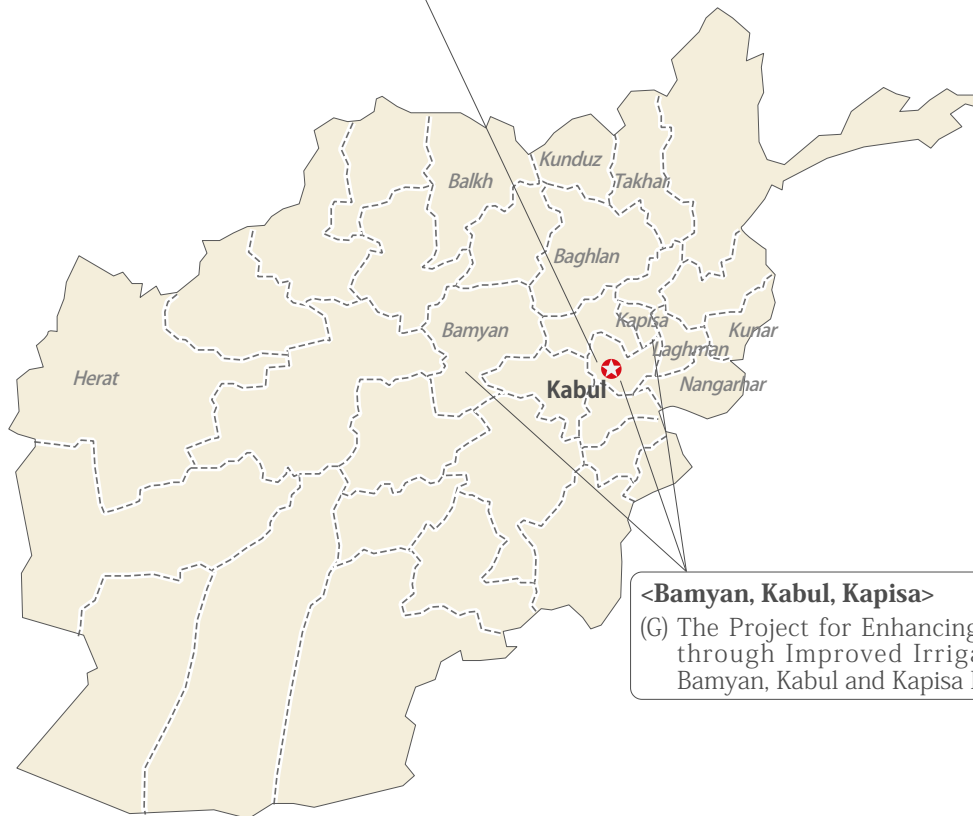 Kunduz
Balkh
Takhar
Baghlan
Kapisa
Bamyan
Kunar
Laghman
Herat
Nangarhar
Kabul
<Bamyan, Kabul, Kapisa>
(G) The Project for Enhancing
through Improved Irriga
Bamyan, Kabul and Kapisa